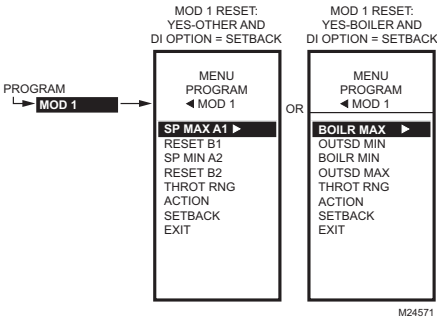 MOD 1 RESET:
YES-OTHER AND
DI OPTION = SETBACK
MOD 1 RESET:
YES-BOILER AND
DI OPTION = SETBACK
PROGRAM
MOD 1
MENU
PROGRAM
◀ MOD 1
SP MAX A1 ▶
RESET B1
SP MIN A2
RESET B2
THROT RNG
ACTION
SETBACK
EXIT
OR
MENU
PROGRAM
◀ MOD 1
BOILR MAX ▶
OUTSD MIN
BOILR MIN
OUTSD MAX
THROT RNG
ACTION
SETBACK
EXIT
M24571